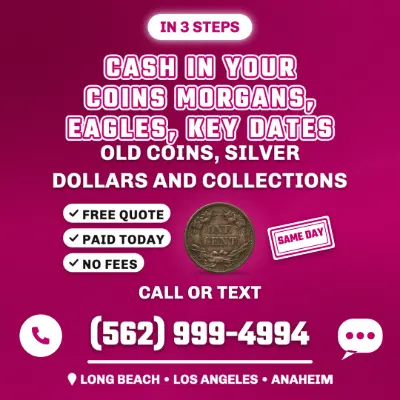 IN 3 STEPS
CASH IN YOUR
COINS MORGANS,
EAGLES, KEY DATES
OLD COINS, SILVER
DOLLARS AND COLLECTIONS
FREE QUOTE
PAID TODAY
NO FEES
ONE
CENT
SAME DAY
CALL OR TEXT
(562) 999-4994
LONG BEACH • LOS ANGELES • ANAHEIM